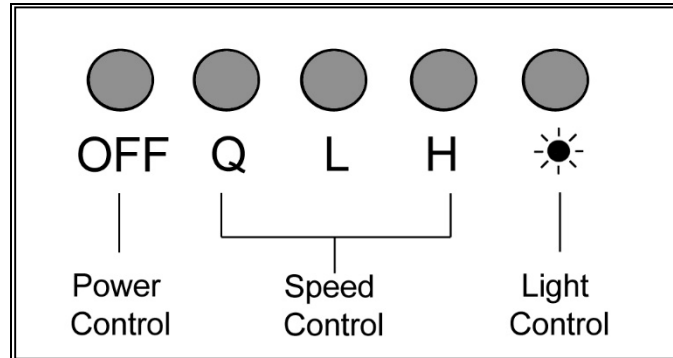 OFF Q L H
Power Control
Speed Control
Light Control